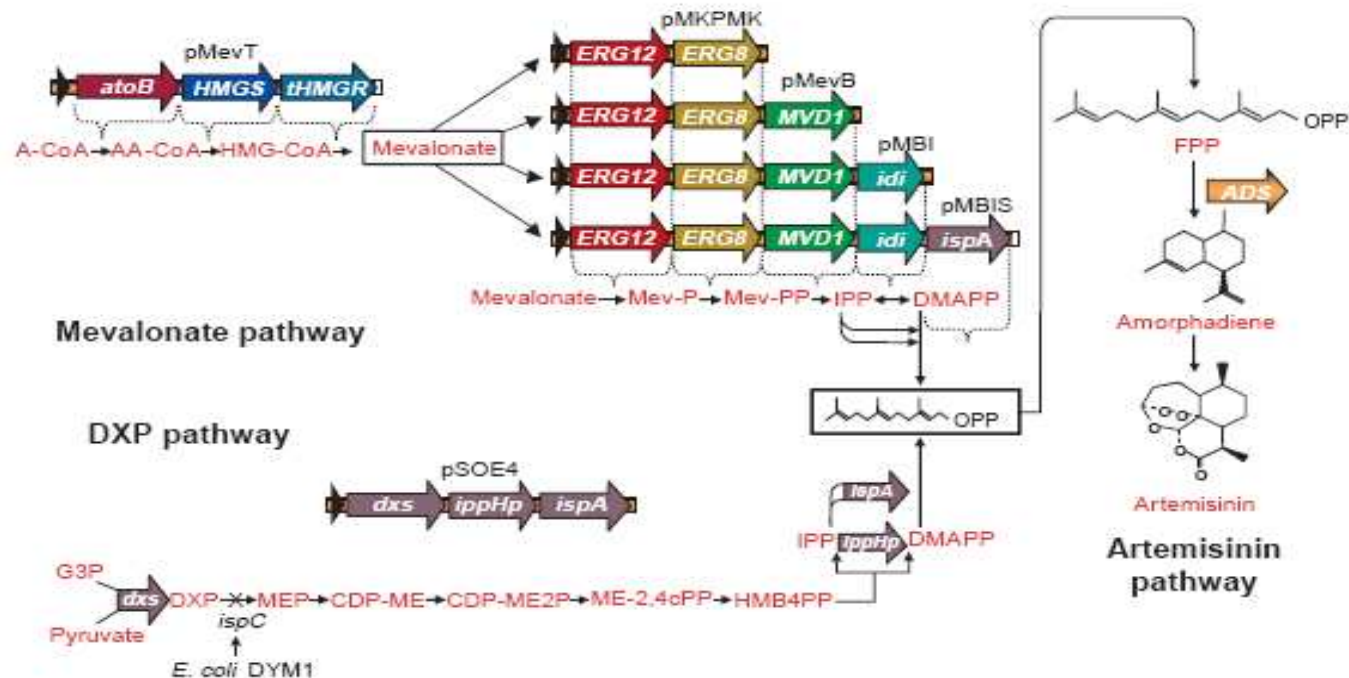 pMevT
atoB HMGS tHMGR
A-CoA AA-CoA HMG-CoA
Mevalonate
pMKPMK
ERG12 ERG8
pMevB
ERG12 ERG8 MVD1
pMBI
ERG12 ERG8 MVD1 idi
pMBIS
ERG12 ERG8 MVD1 idi ispA
Mevalonate Mev-P Mev-PP IPP DMAPP
Mevalonate pathway
OPP
FPP
ADS
Amorphadiene
Artemisinin
Artemisinin
pathway
OPP
DXP pathway
pSOE4
dxs ippHp ispA
IspA
IPP IppHp DMAPP
G3P
dxs DXP MEP CDP-ME CDP-ME2P ME-2,4cPP HMB4PP
Pyruvate
ispC
E. coli DYM1
O
O
O
O
O